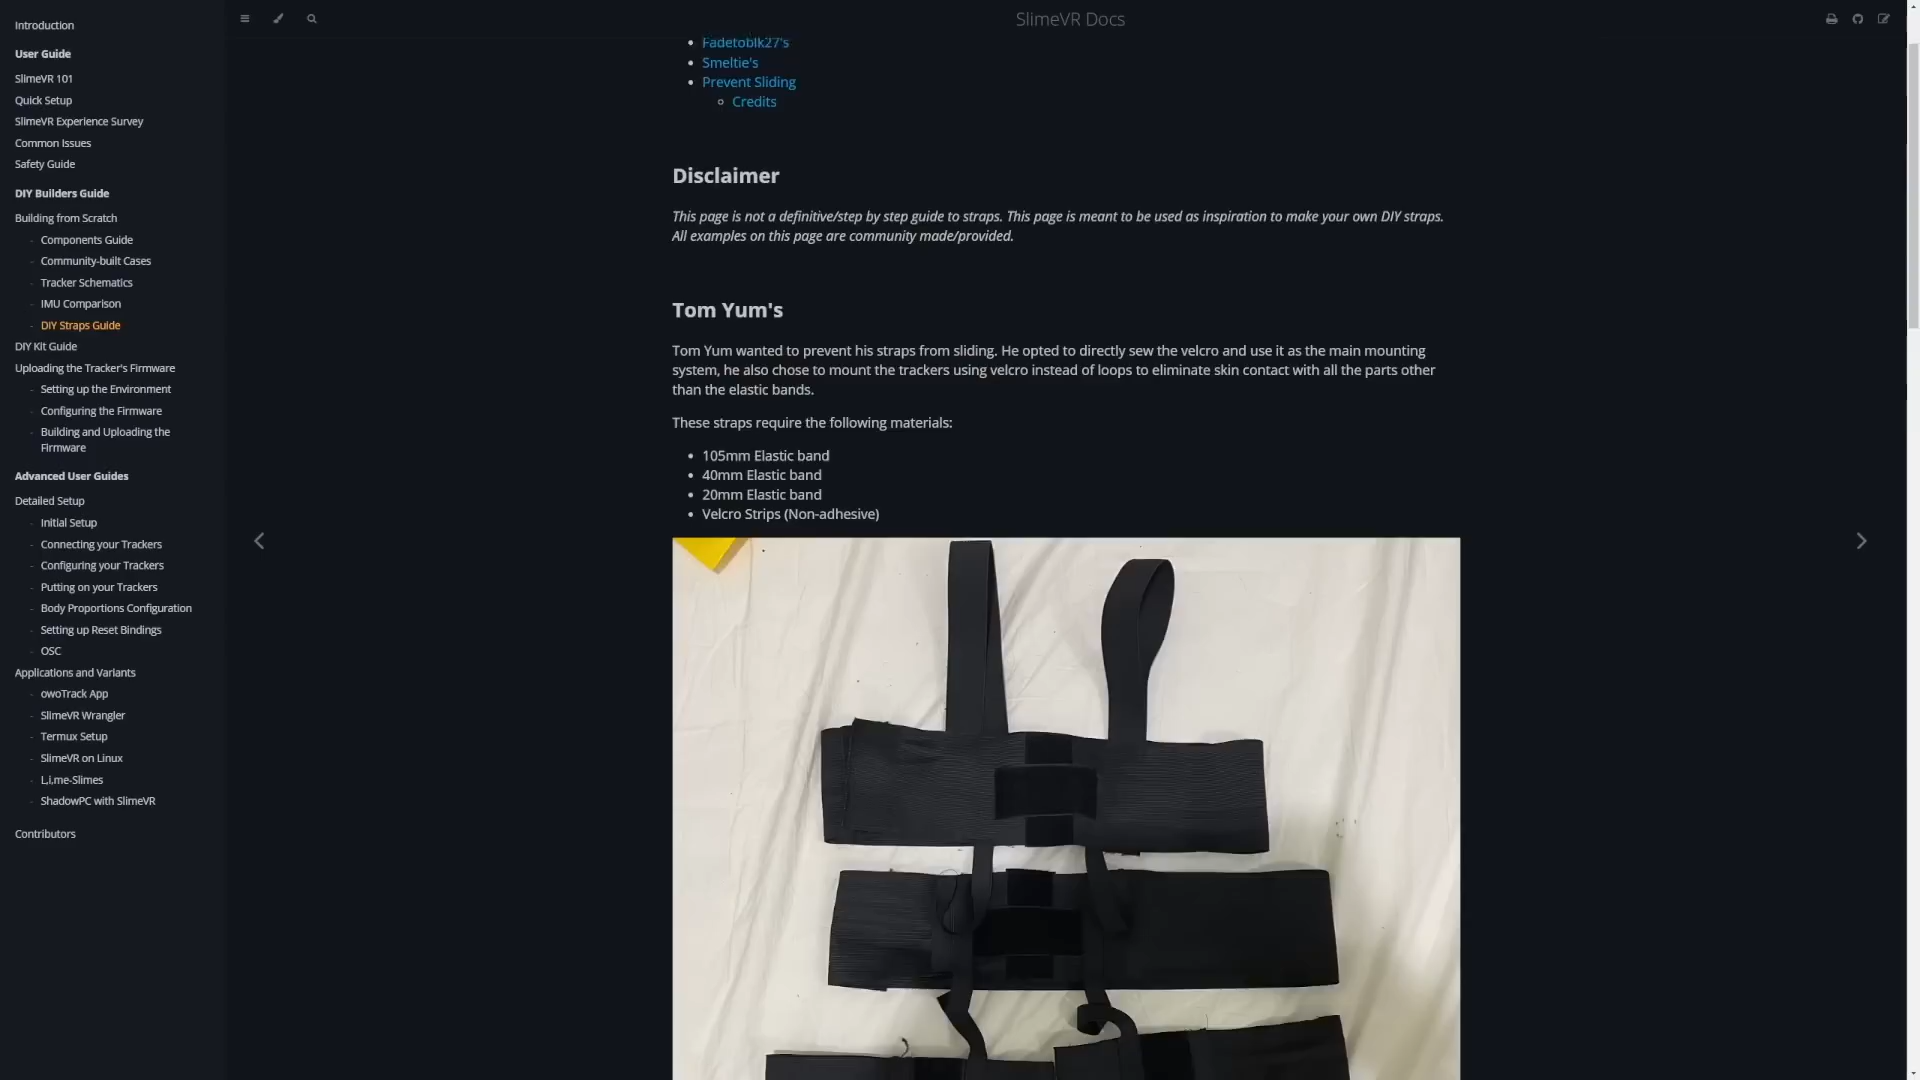 Introduction
User Guide
SlimeVR 101
Quick Setup
SlimeVR Experience Survey
Common Issues
Safety Guide
DIY Builders Guide
Building from Scratch
- Components Guide
- Community-built Cases
- Tracker Schematics
- IMU Comparison
- DIY Straps Guide
DIY Kit Guide
Uploading the Tracker's Firmware
- Setting up the Environment
- Configuring the Firmware
- Building and Uploading the
Firmware
Advanced User Guides
Detailed Setup
- Initial Setup
- Connecting your Trackers
- Configuring your Trackers
- Putting on your Trackers
- Body Proportions Configuration
- Setting up Reset Bindings
- OSC
Applications and Variants
- owoTrack App
- SlimeVR Wrangler
- Termux Setup
- SlimeVR on Linux
- L,i,me-Slimes
- ShadowPC with SlimeVR
Contributors
SlimeVR Docs
Fadetoblk27's
Smeltie's
Prevent Sliding
Credits
Disclaimer
This page is not a definitive/step by step guide to straps. This page is meant to be used as inspiration to make your own DIY straps.
All examples on this page are community made/provided.
Tom Yum's
Tom Yum wanted to prevent his straps from sliding. He opted to directly sew the velcro and use it as the main mounting
system, he also chose to mount the trackers using velcro instead of loops to eliminate skin contact with all the parts other
than the elastic bands.
These straps require the following materials:
105mm Elastic band
40mm Elastic band
20mm Elastic band
Velcro Strips (Non-adhesive)